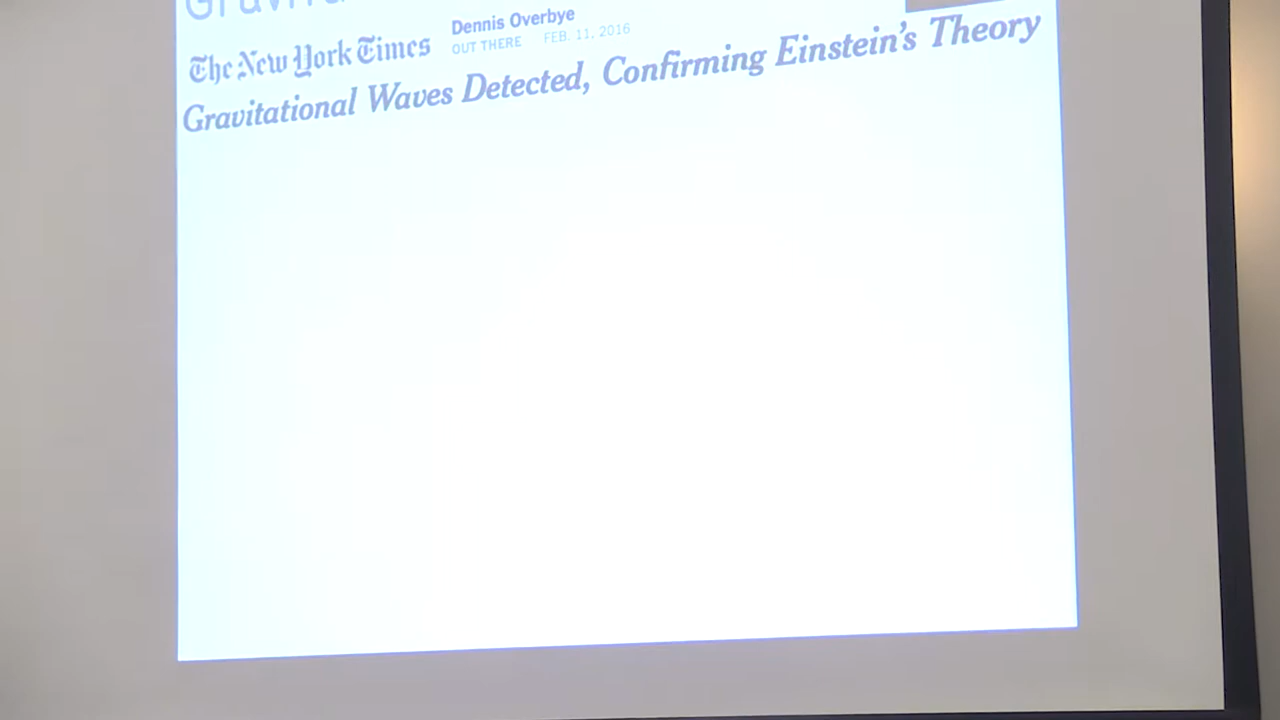 The New York Times
Dennis Overbye
OUT THERE FEB. 11, 2016
Gravitational Waves Detected, Confirming Einstein's Theory